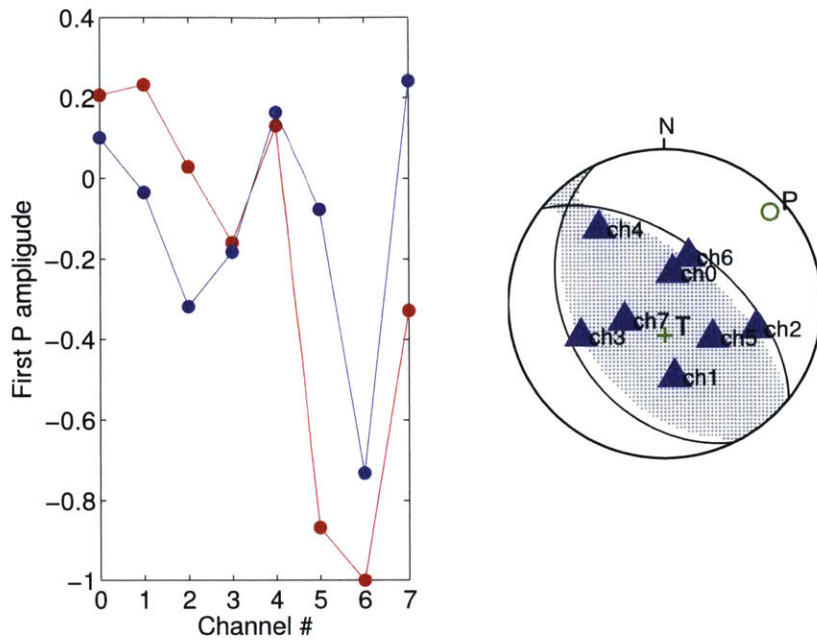 0.4
0.2
0
−0.2
−0.4
−0.6
−0.8
−1
First P ampligude
0 1 2 3 4 5 6 7
Channel #
N
P
ch4
ch6
ch0
ch7 T
ch3
ch5
ch2
ch1